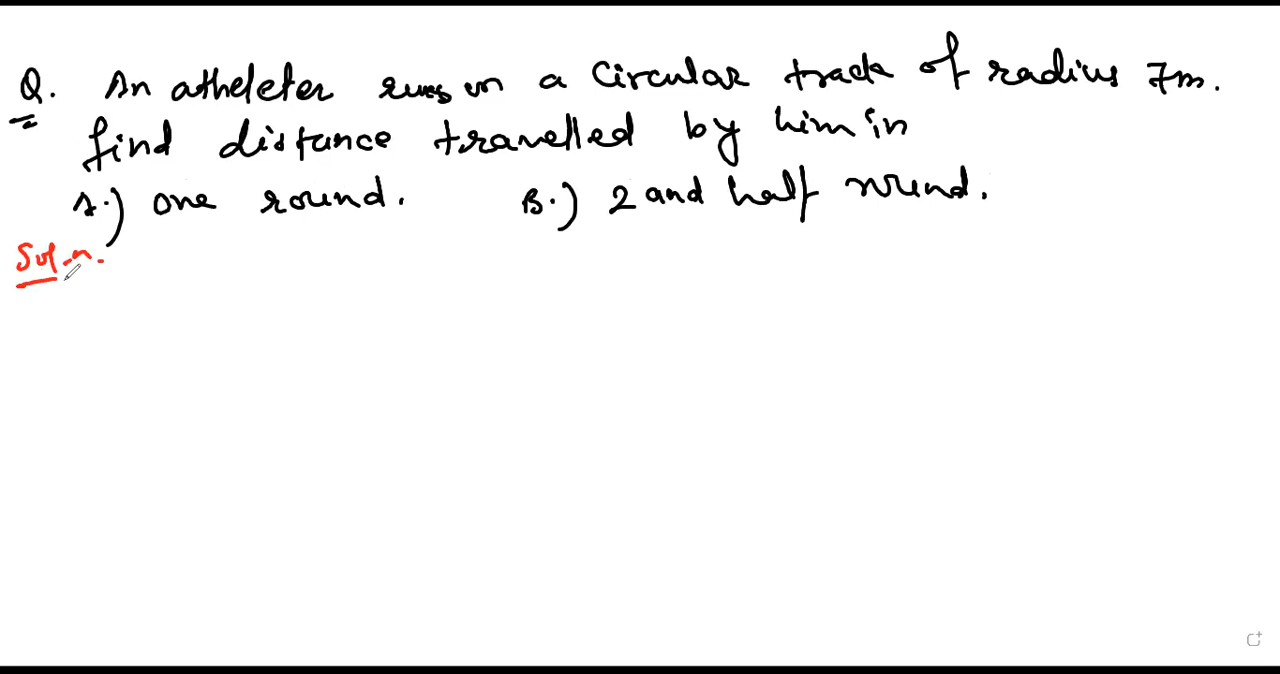 Q. An atheleter runs on a Circular track of radius 7m.
find distance travelled by him in
A.) one round. B.) 2 and half round.
Sol-n.